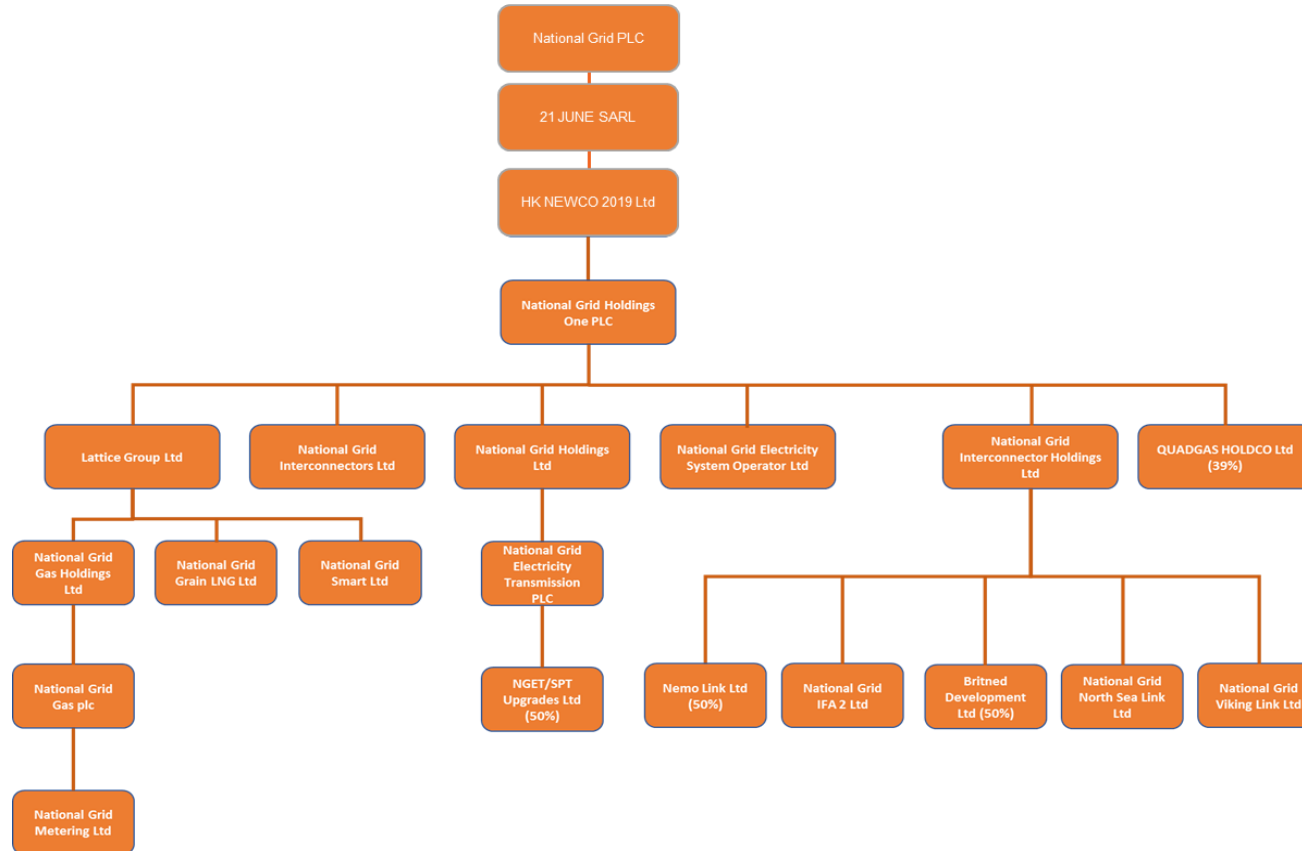 National Grid PLC
21 JUNE SARL
HK NEWCO 2019 Ltd
National Grid Holdings
One PLC
Lattice Group Ltd
National Grid
Interconnectors Ltd
National Grid Holdings
Ltd
National Grid Electricity
System Operator Ltd
National Grid
Interconnector Holdings
Ltd
QUADGAS HOLDCO Ltd
(39%)
National Grid
Gas Holdings
Ltd
National Grid
Grain LNG Ltd
National Grid
Smart Ltd
National Grid
Electricity
Transmission
PLC
National Grid
Gas plc
NGET/SPT
Upgrades Ltd
(50%)
Nemo Link Ltd
(50%)
National Grid
IFA 2 Ltd
Britned
Development
Ltd (50%)
National Grid
North Sea Link
Ltd
National Grid
Viking Link Ltd
National Grid
Metering Ltd